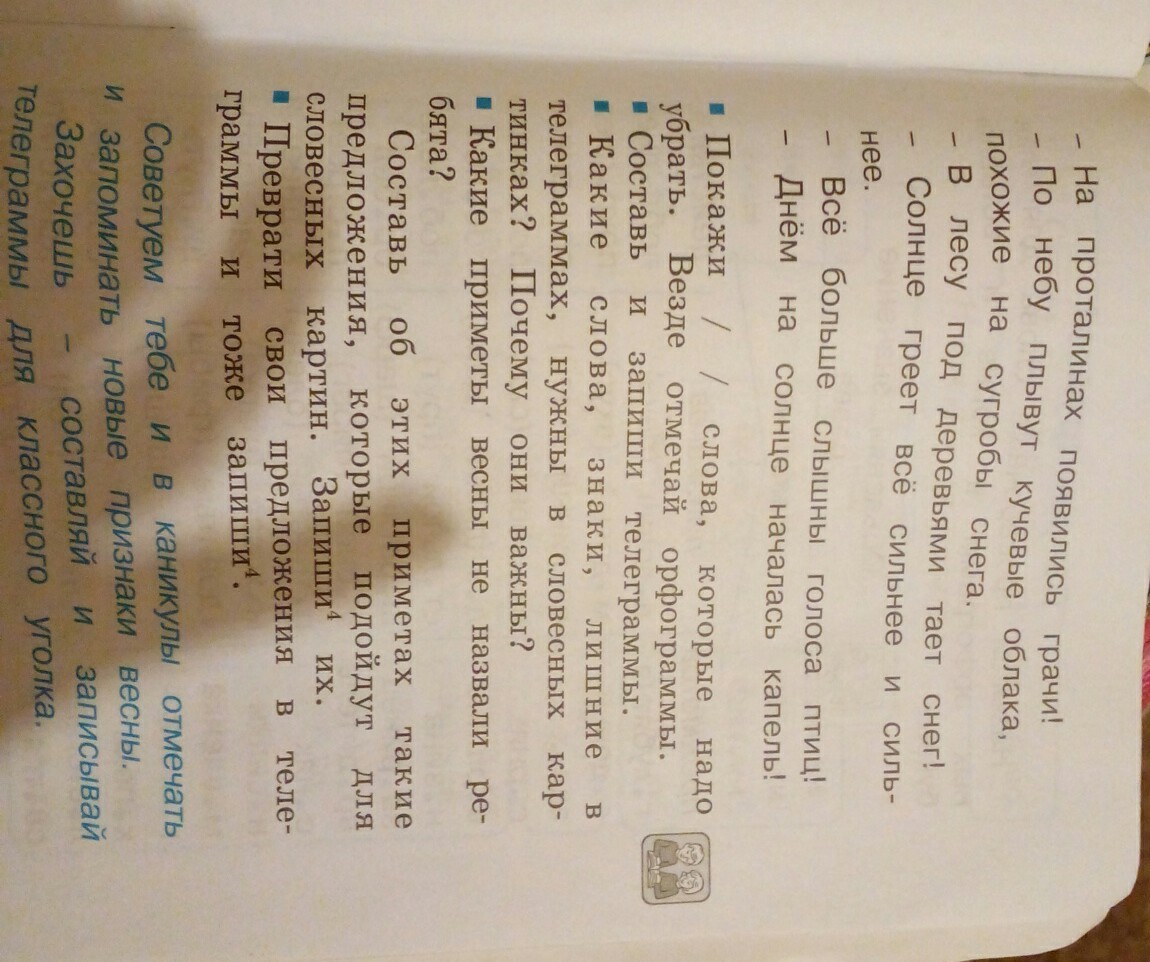 – На проталинах появились грачи!
– По небу плывут кучевые облака,
похожие на сугробы снега.
– В лесу под деревьями тает снег!
– Солнце греет всё сильнее и силь-
нее.
– Всё больше слышны голоса птиц!
– Днём на солнце началась капель!
▪ Покажи / / слова, которые надо
убрать. Везде отмечай орфограммы.
▪ Составь и запиши телеграммы.
▪ Какие слова, знаки, лишние в
телеграммах, нужны в словесных кар-
тинках? Почему они важны?
▪ Какие приметы весны не назвали ре-
бята?
Составь об этих приметах такие
предложения, которые подойдут для
словесных картин. Запиши⁴ их.
▪ Преврати свои предложения в теле-
граммы и тоже запиши⁴.
Советуем тебе и в каникулы отмечать
и запоминать новые признаки весны.
Захочешь – составляй и записывай
телеграммы для классного уголка.